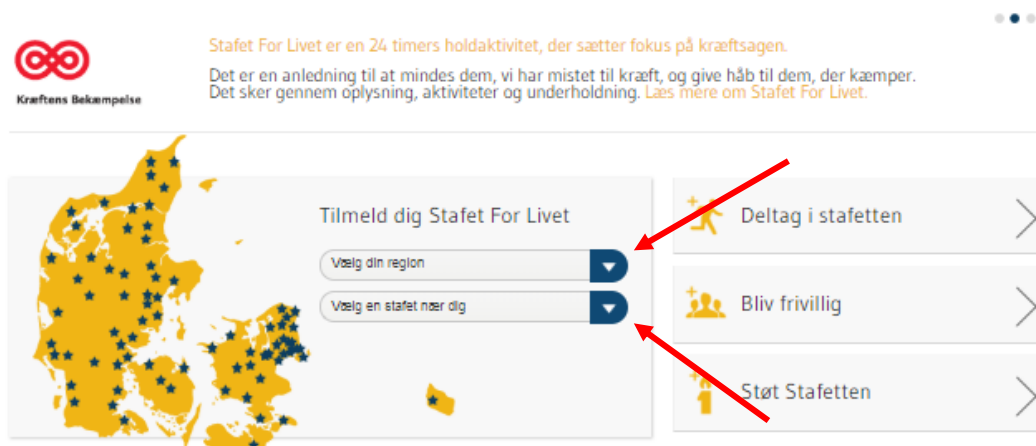 Stafet For Livet er en 24 timers holdaktivitet, der sætter fokus på kræftsagen.
Kræftens Bekæmpelse
Det er en anledning til at mindes dem, vi har mistet til kræft, og give håb til dem, der kæmper.
Det sker gennem oplysning, aktiviteter og underholdning. Læs mere om Stafet For Livet.
Tilmeld dig Stafet For Livet
Vælg din region
Vælg en stafet nær dig
Deltag i stafetten
Bliv frivillig
Støt Stafetten